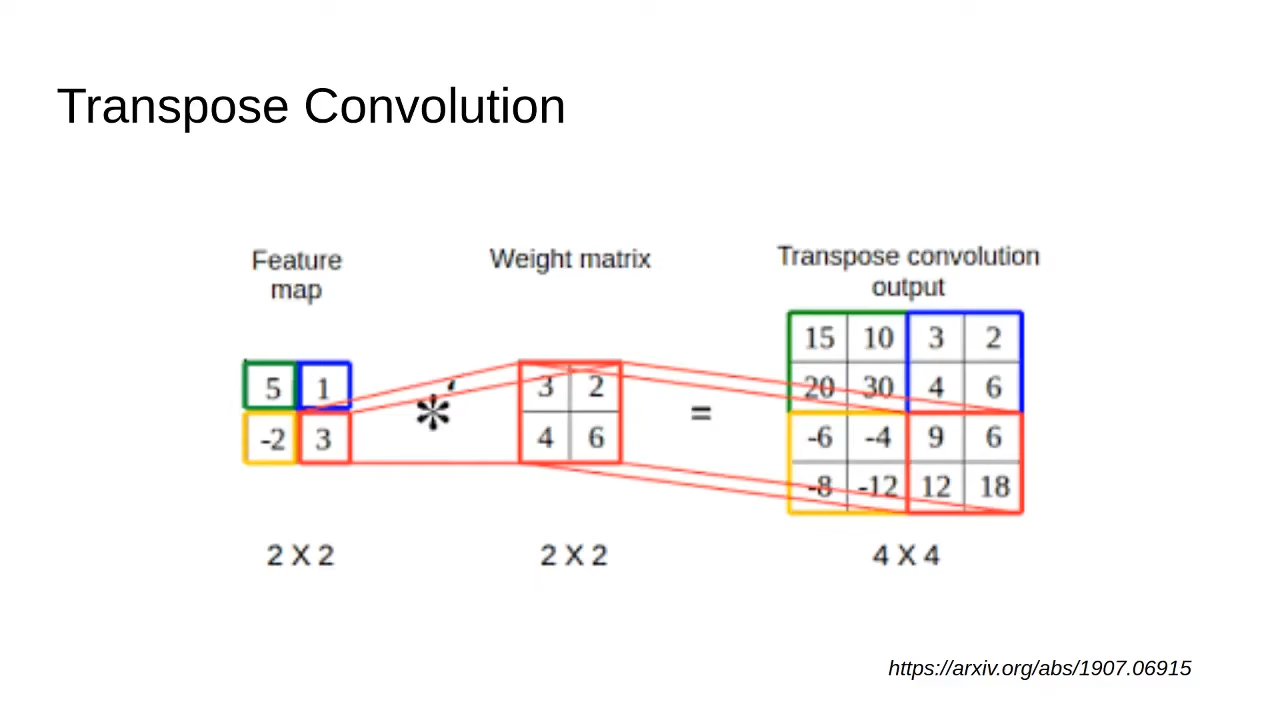 Transpose Convolution
Feature
map
Weight matrix
Transpose convolution
output
5 1
-2 3
*'
3 2
4 6
=
15 10 3 2
20 30 4 6
-6 -4 9 6
-8 -12 12 18
2 X 2
2 X 2
4 X 4
https://arxiv.org/abs/1907.06915